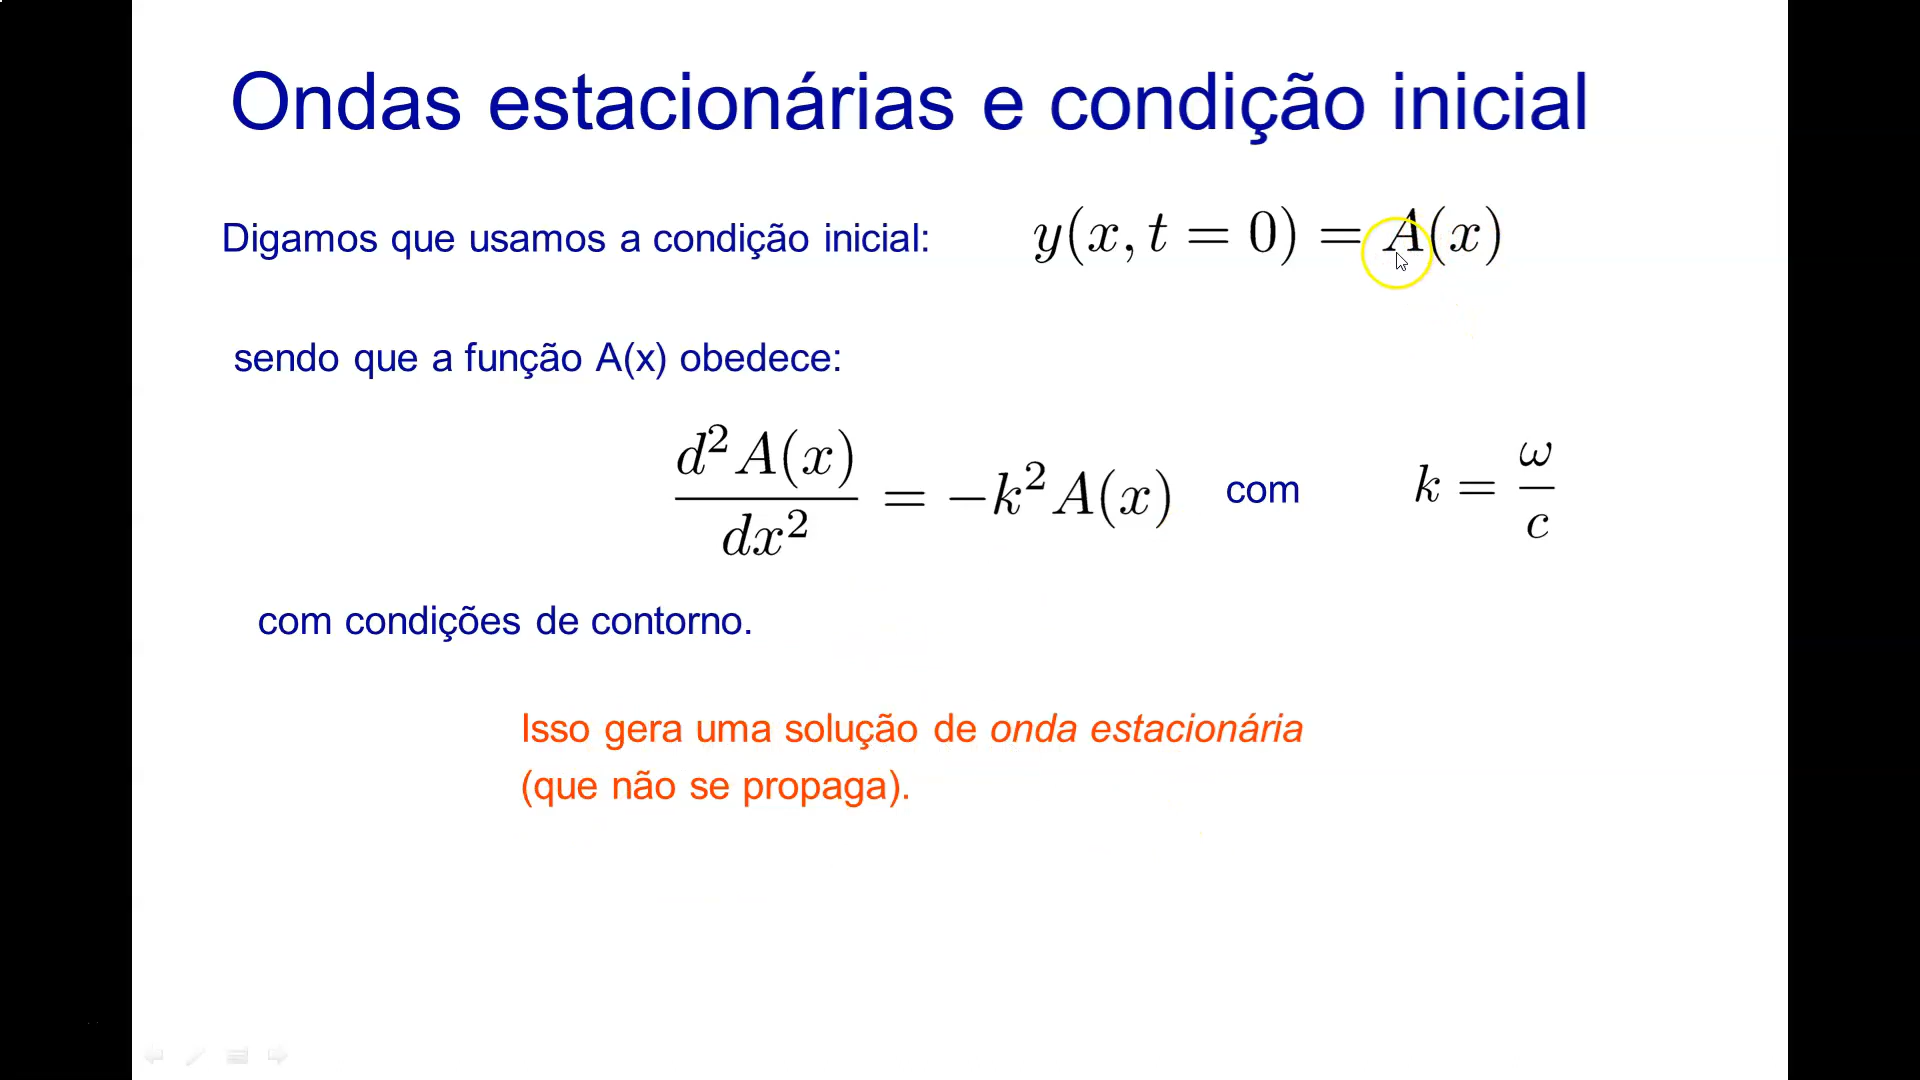 Ondas estacionárias e condição inicial
Digamos que usamos a condição inicial: y(x, t = 0) = A(x)
sendo que a função A(x) obedece:
d²A(x)/dx² = −k²A(x) com k = ω/c
com condições de contorno.
Isso gera uma solução de onda estacionária
(que não se propaga).